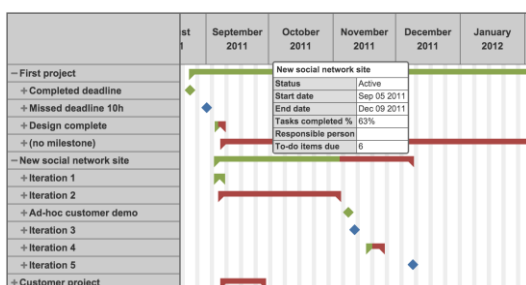 st September October November December January
1 2011 2011 2011 2011 2012
− First project
New social network site
Status Active
+ Completed deadline
Start date Sep 05 2011
+ Missed deadline 10h
End date Dec 09 2011
+ Design complete
Tasks completed % 63%
Responsible person
+ (no milestone)
To-do items due 6
− New social network site
+ Iteration 1
+ Iteration 2
+ Ad-hoc customer demo
+ Iteration 3
+ Iteration 4
+ Iteration 5
+ Customer project